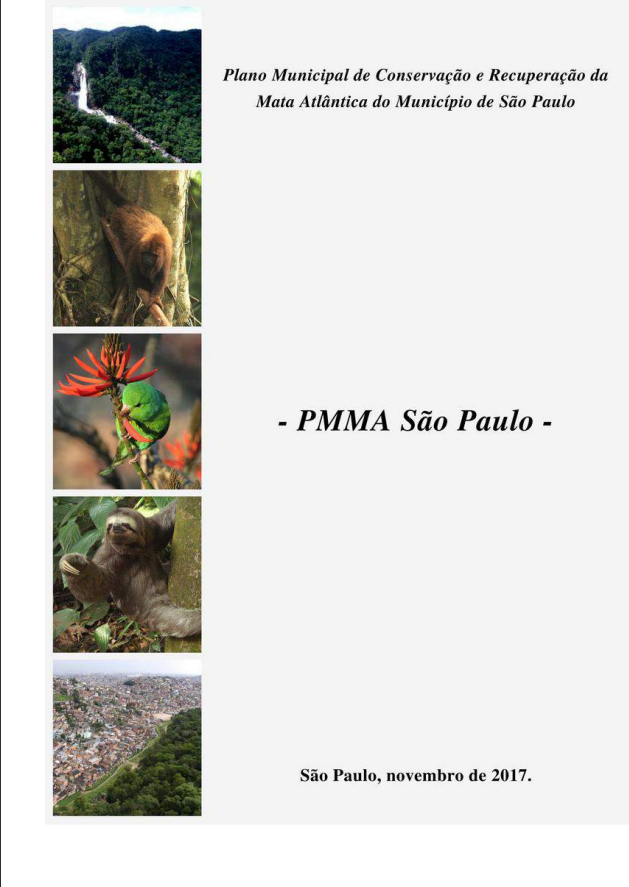 Plano Municipal de Conservação e Recuperação da
Mata Atlântica do Município de São Paulo
- PMMA São Paulo -
São Paulo, novembro de 2017.